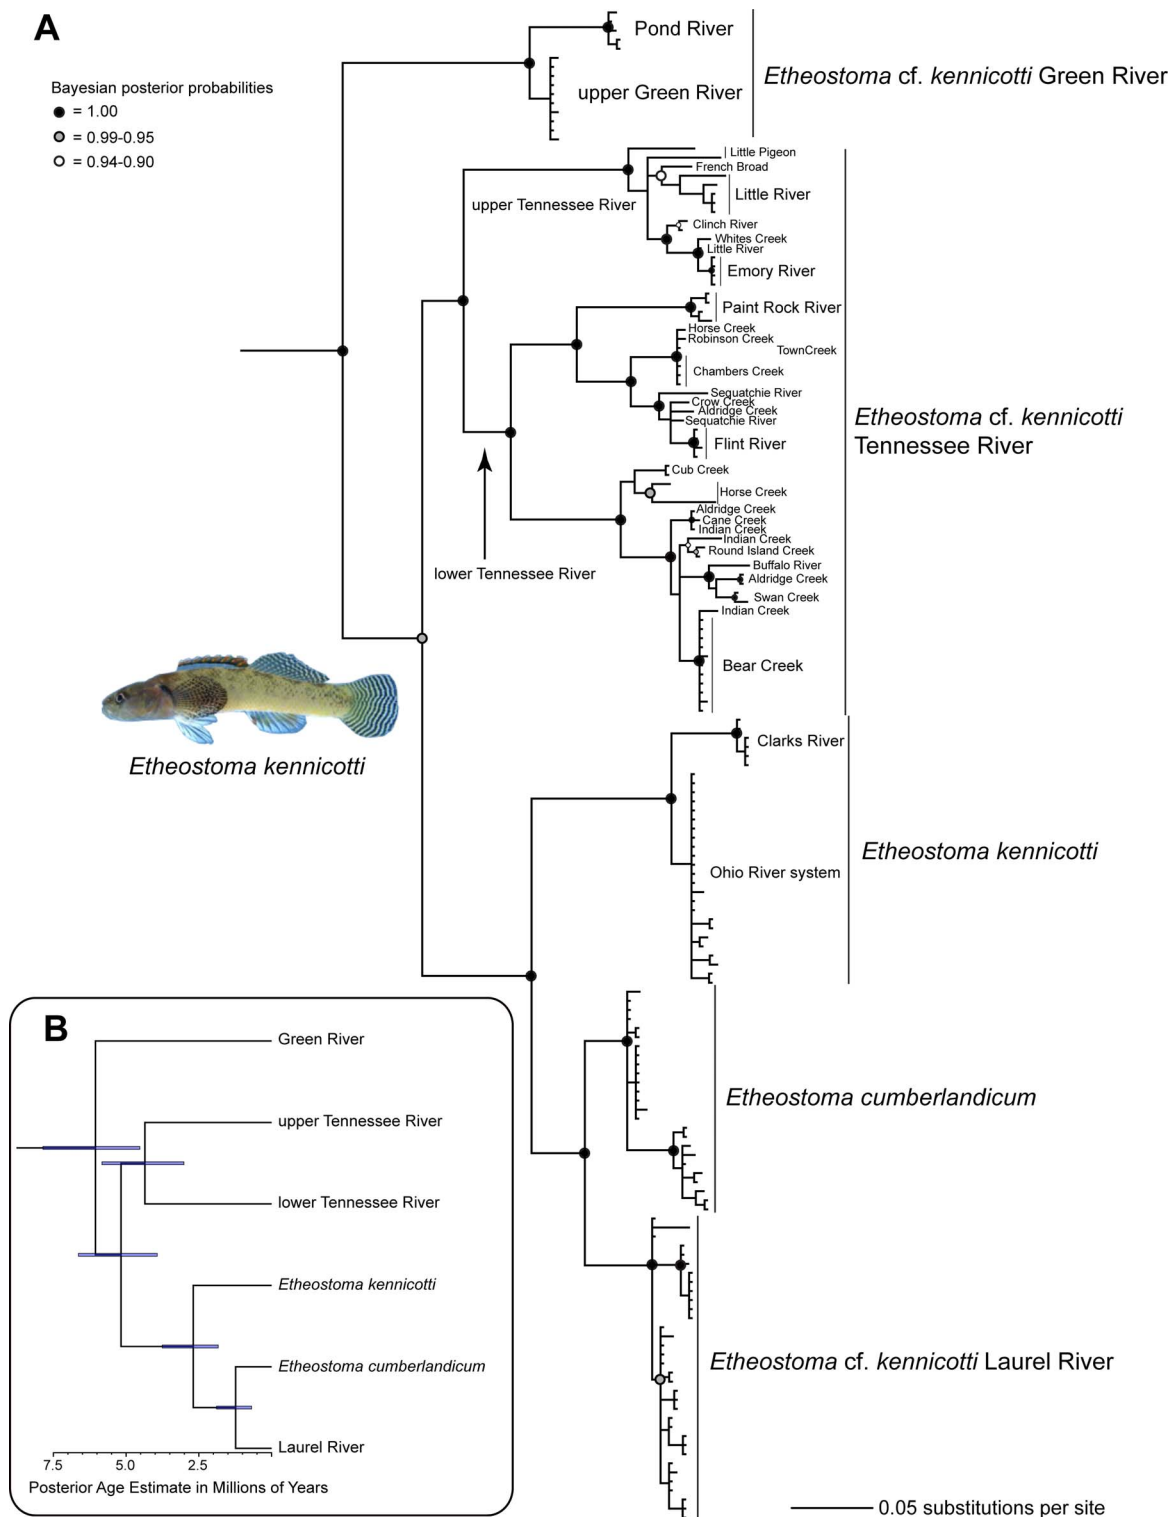 A
Bayesian posterior probabilities
= 1.00
= 0.99-0.95
= 0.94-0.90
Pond River
upper Green River
Etheostoma cf. kennicotti Green River
Little Pigeon
French Broad
Little River
upper Tennessee River
Clinch River
Whites Creek
Little River
Emory River
Paint Rock River
Horse Creek
Robinson Creek
TownCreek
Chambers Creek
Sequatchie River
Crow Creek
Aldridge Creek
Sequatchie River
Flint River
Etheostoma cf. kennicotti
Tennessee River
Cub Creek
Horse Creek
Aldridge Creek
Cane Creek
Indian Creek
Indian Creek
Round Island Creek
Buffalo River
Aldridge Creek
Swan Creek
Indian Creek
Bear Creek
lower Tennessee River
Etheostoma kennicotti
Clarks River
Ohio River system
Etheostoma kennicotti
Etheostoma cumberlandicum
Etheostoma cf. kennicotti Laurel River
B
Green River
upper Tennessee River
lower Tennessee River
Etheostoma kennicotti
Etheostoma cumberlandicum
Laurel River
7.5 5.0 2.5
Posterior Age Estimate in Millions of Years
0.05 substitutions per site